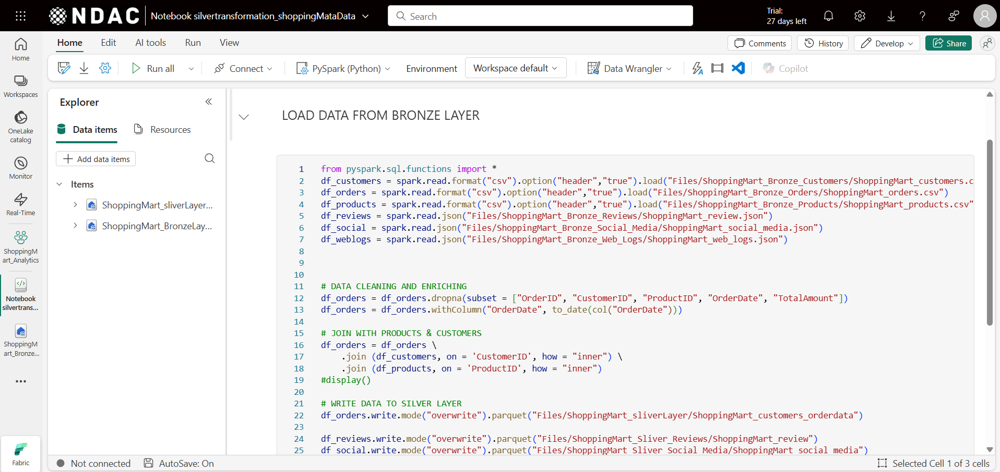 NDAC
Notebook silvertransformation_shoppingMataData
Search
Trial:
27 days left
Home
Edit
AI tools
Run
View
Comments
History
Develop
Share
Run all
Connect
PySpark (Python)
Environment
Workspace default
Data Wrangler
Copilot
Home
Workspaces
OneLake
catalog
Monitor
Real-Time
ShoppingM
art_Analytics
Notebook
silvertrans...
ShoppingM
art_Bronze...
Fabric
Explorer
Data items
Resources
Add data items
Items
ShoppingMart_sliverLayer...
ShoppingMart_BronzeLay...
LOAD DATA FROM BRONZE LAYER
1 from pyspark.sql.functions import *
2 df_customers = spark.read.format("csv").option("header","true").load("Files/ShoppingMart_Bronze_Customers/ShoppingMart_customers.c
3 df_orders = spark.read.format("csv").option("header","true").load("Files/ShoppingMart_Bronze_Orders/ShoppingMart_orders.csv")
4 df_products = spark.read.format("csv").option("header","true").load("Files/ShoppingMart_Bronze_Products/ShoppingMart_products.csv"
5 df_reviews = spark.read.json("Files/ShoppingMart_Bronze_Reviews/ShoppingMart_review.json")
6 df_social = spark.read.json("Files/ShoppingMart_Bronze_Social_Media/ShoppingMart_social_media.json")
7 df_weblogs = spark.read.json("Files/ShoppingMart_Bronze_Web_Logs/ShoppingMart_web_logs.json")
8
9
10
11 # DATA CLEANING AND ENRICHING
12 df_orders = df_orders.dropna(subset = ["OrderID", "CustomerID", "ProductID", "OrderDate", "TotalAmount"])
13 df_orders = df_orders.withColumn("OrderDate", to_date(col("OrderDate")))
14
15 # JOIN WITH PRODUCTS & CUSTOMERS
16 df_orders = df_orders \
17 .join (df_customers, on = 'CustomerID', how = "inner") \
18 .join (df_products, on = 'ProductID', how = "inner")
19 #display()
20
21 # WRITE DATA TO SILVER LAYER
22 df_orders.write.mode("overwrite").parquet("Files/ShoppingMart_sliverLayer/ShoppingMart_customers_orderdata")
23
24 df_reviews.write.mode("overwrite").parquet("Files/ShoppingMart_Sliver_Reviews/ShoppingMart_review")
25 df_social.write.mode("overwrite").parquet("Files/ShoppingMart_Sliver_Social_Media/ShoppingMart_social_media")
Not connected
AutoSave: On
Selected Cell 1 of 3 cells